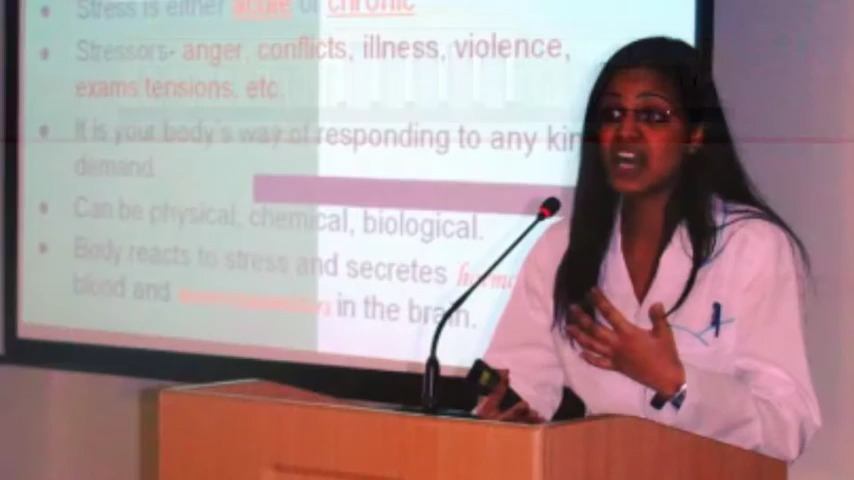 Stress is either acute or chronic
Stressors- anger, conflicts, illness, violence,
exams tensions, etc.
It is your body's way of responding to any kin
demand
Can be physical, chemical, biological.
Body reacts to stress and secretes hormo
blood and in the brain.